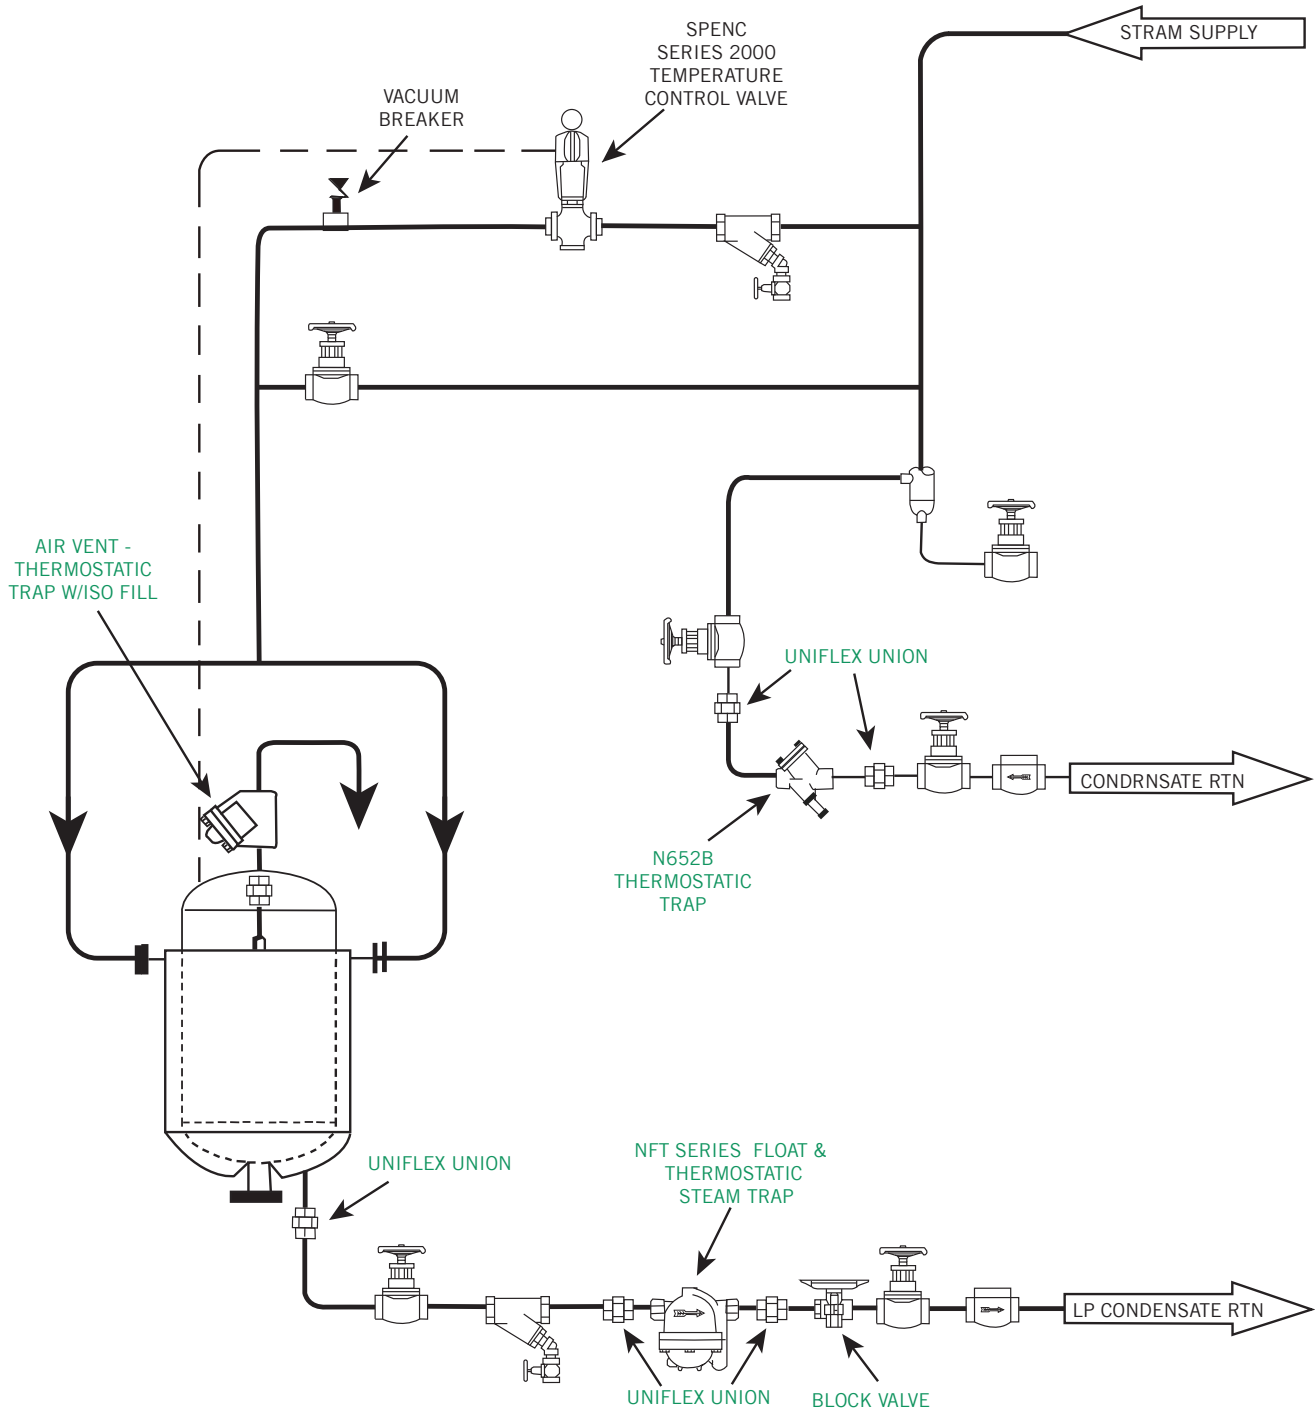 STRAM SUPPLY
SPENC
SERIES 2000
TEMPERATURE
CONTROL VALVE
VACUUM
BREAKER
AIR VENT -
THERMOSTATIC
TRAP W/ISO FILL
UNIFLEX UNION
CONDRNSATE RTN
N652B
THERMOSTATIC
TRAP
UNIFLEX UNION
NFT SERIES FLOAT &
THERMOSTATIC
STEAM TRAP
LP CONDENSATE RTN
UNIFLEX UNION
BLOCK VALVE